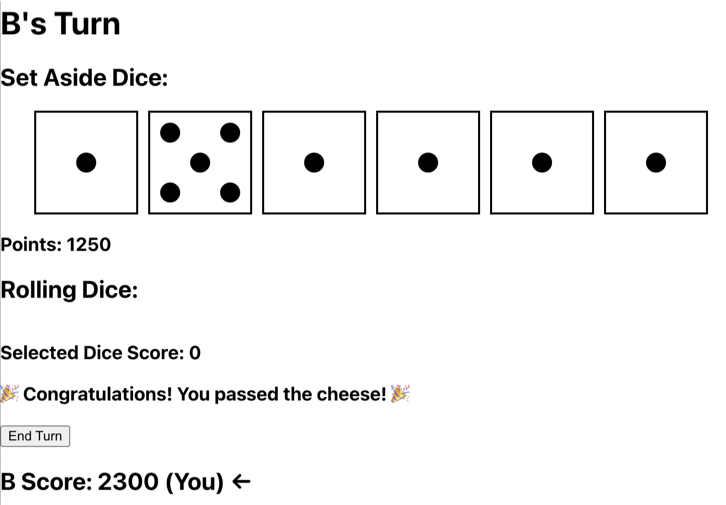 B's Turn
Set Aside Dice:
Points: 1250
Rolling Dice:
Selected Dice Score: 0
🎉 Congratulations! You passed the cheese! 🎉
End Turn
B Score: 2300 (You) ←